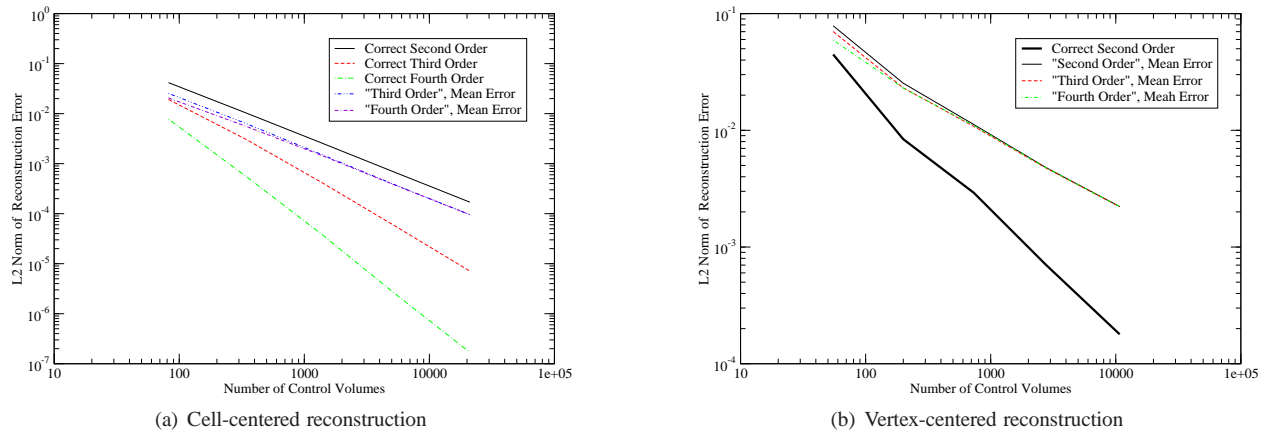 10^0
10^-1
10^-2
10^-3
10^-4
10^-5
10^-6
10^-7
L2 Norm of Reconstruction Error
Correct Second Order
Correct Third Order
Correct Fourth Order
"Third Order", Mean Error
"Fourth Order", Mean Error
10 100 1000 10000 1e+05
Number of Control Volumes
(a) Cell-centered reconstruction
10^-1
10^-2
10^-3
10^-4
L2 Norm of Reconstruction Error
Correct Second Order
"Second Order", Mean Error
"Third Order", Mean Error
"Fourth Order", Meah Error
10 100 1000 10000 1e+05
Number of Control Volumes
(b) Vertex-centered reconstruction